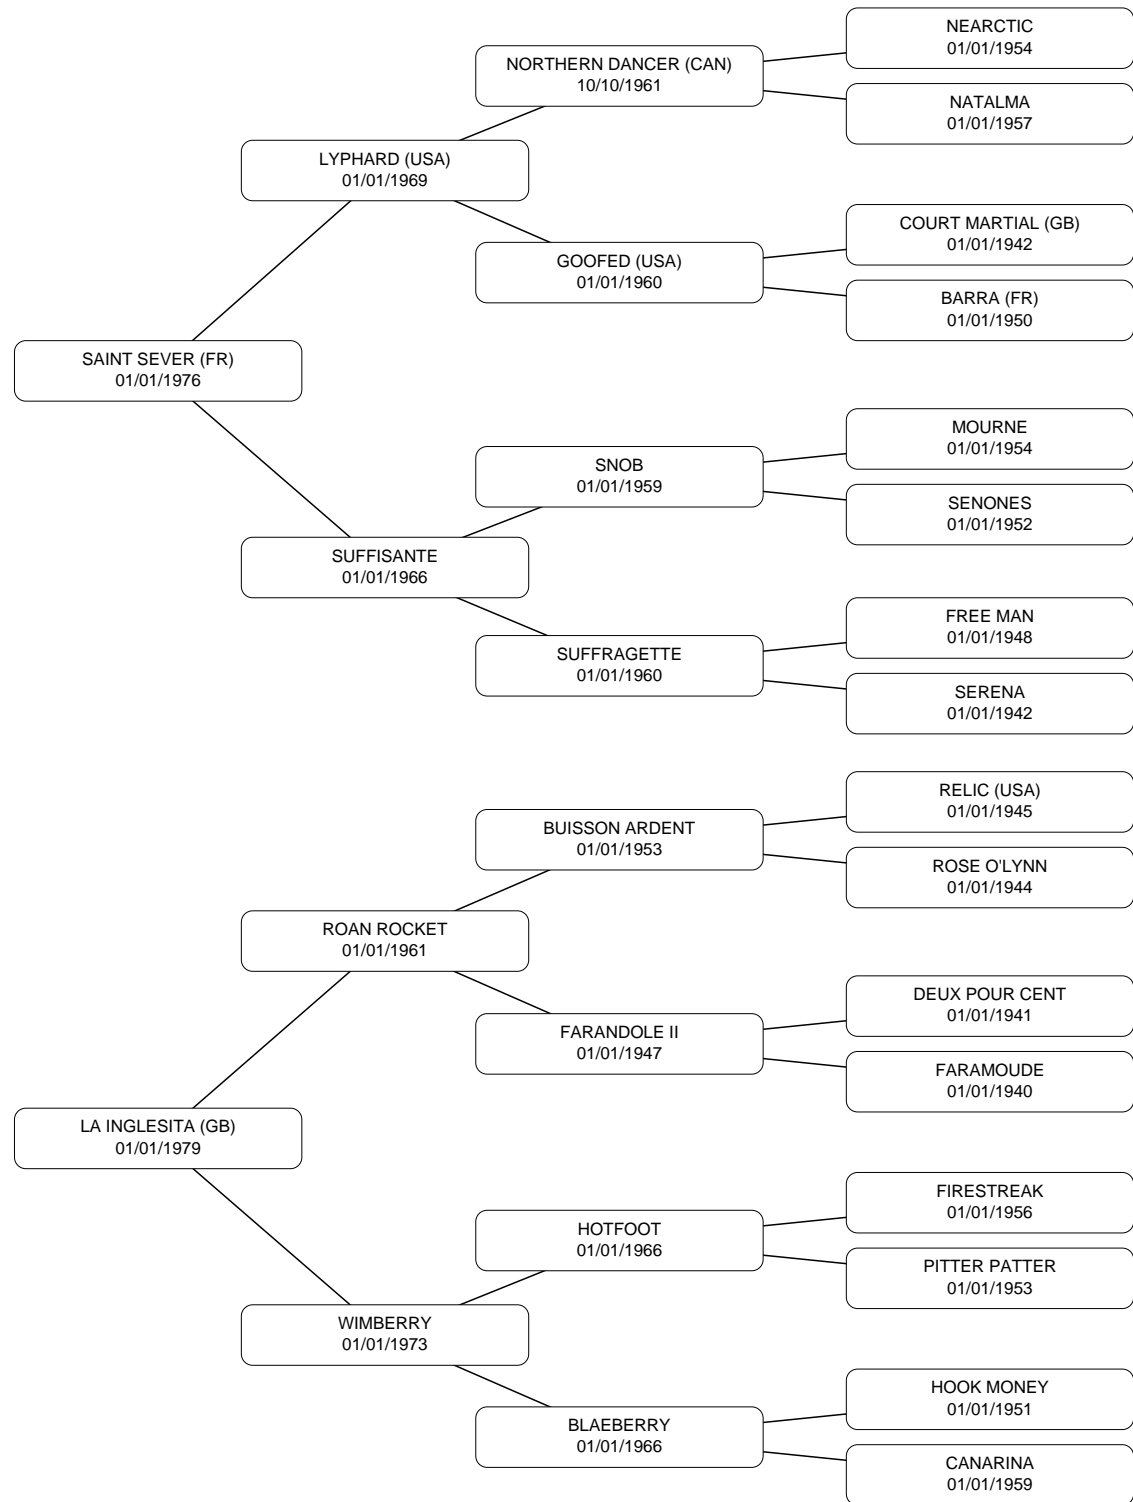 NEARCTIC
01/01/1954
NORTHERN DANCER (CAN)
10/10/1961
NATALMA
01/01/1957
LYPHARD (USA)
01/01/1969
COURT MARTIAL (GB)
01/01/1942
GOOFED (USA)
01/01/1960
BARRA (FR)
01/01/1950
SAINT SEVER (FR)
01/01/1976
MOURNE
01/01/1954
SNOB
01/01/1959
SENONES
01/01/1952
SUFFISANTE
01/01/1966
FREE MAN
01/01/1948
SUFFRAGETTE
01/01/1960
SERENA
01/01/1942
RELIC (USA)
01/01/1945
BUISSON ARDENT
01/01/1953
ROSE O'LYNN
01/01/1944
ROAN ROCKET
01/01/1961
DEUX POUR CENT
01/01/1941
FARANDOLE II
01/01/1947
FARAMOUDE
01/01/1940
LA INGLESITA (GB)
01/01/1979
FIRESTREAK
01/01/1956
HOTFOOT
01/01/1966
PITTER PATTER
01/01/1953
WIMBERRY
01/01/1973
HOOK MONEY
01/01/1951
BLAEBERRY
01/01/1966
CANARINA
01/01/1959